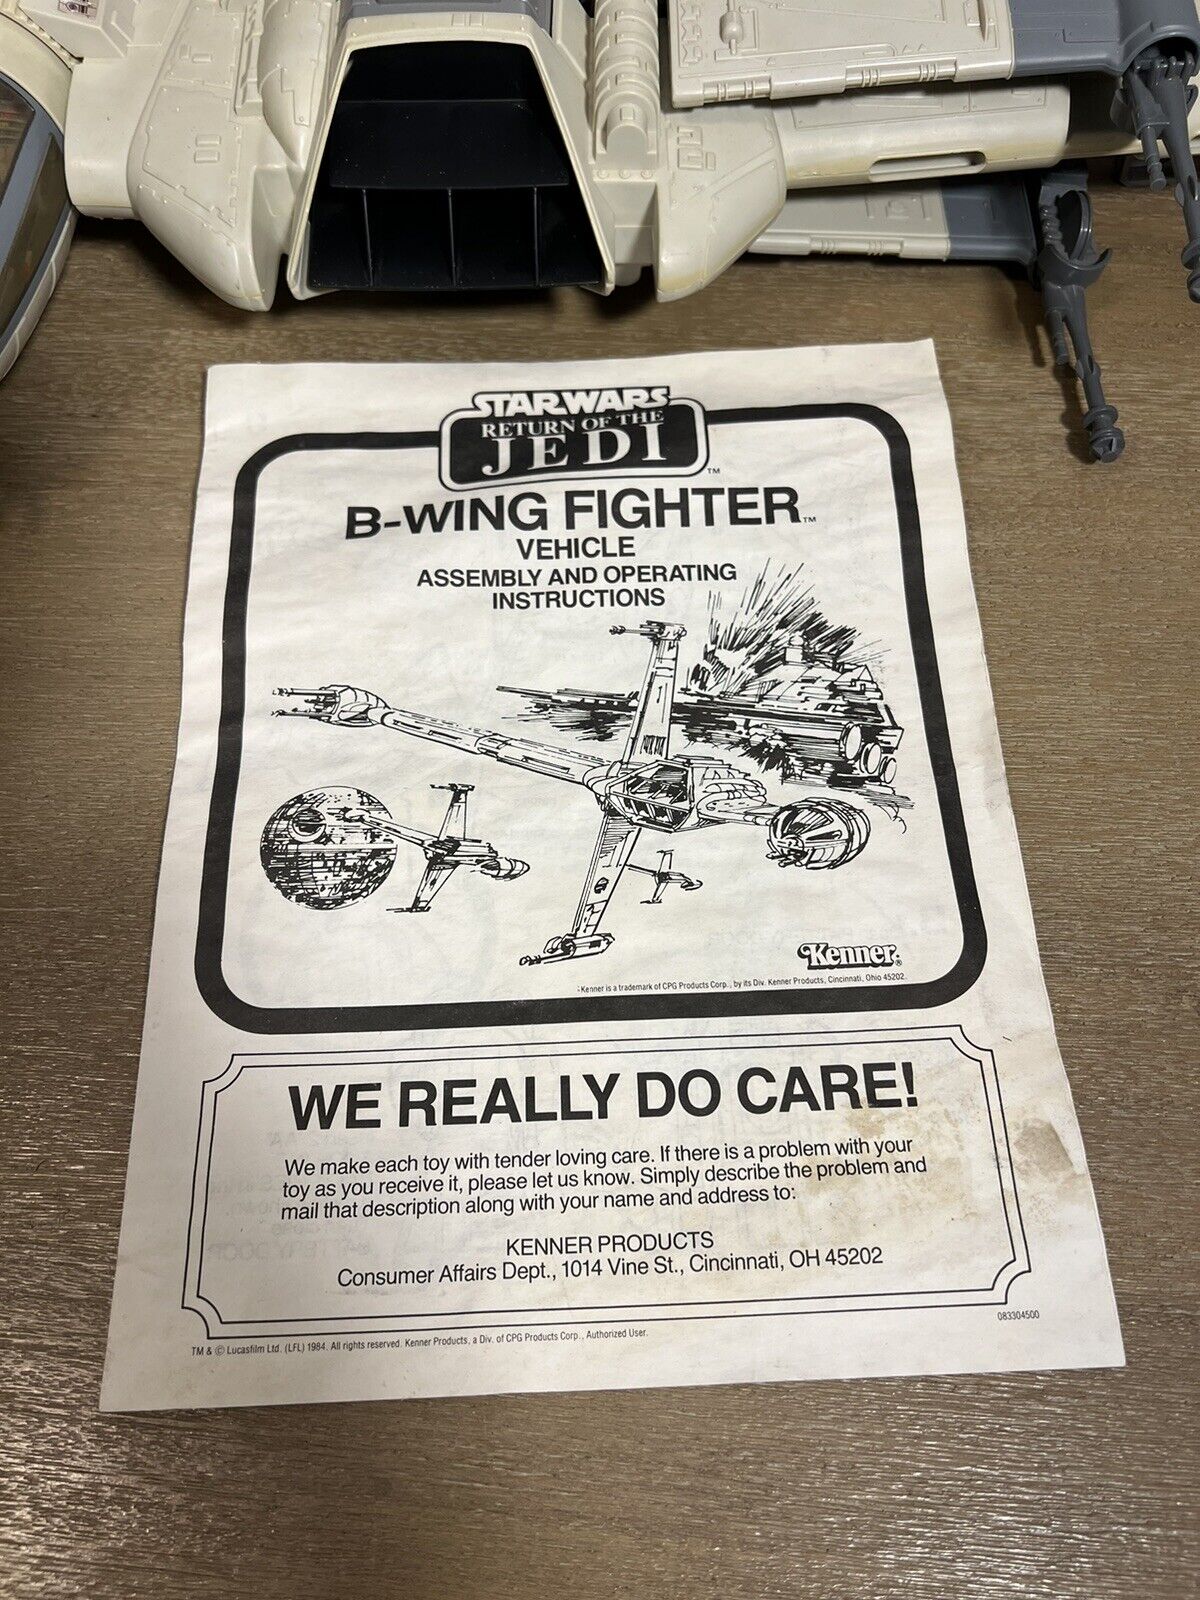 STAR WARS
RETURN OF THE
JEDI ™
B-WING FIGHTER™
VEHICLE
ASSEMBLY AND OPERATING
INSTRUCTIONS
Kenner®
Kenner is a trademark of CPG Products Corp., by its Div. Kenner Products, Cincinnati, Ohio 45202.
WE REALLY DO CARE!
We make each toy with tender loving care. If there is a problem with your
toy as you receive it, please let us know. Simply describe the problem and
mail that description along with your name and address to:
KENNER PRODUCTS
Consumer Affairs Dept., 1014 Vine St., Cincinnati, OH 45202
083304500
TM & © Lucasfilm Ltd. (LFL) 1984. All rights reserved. Kenner Products, a Div. of CPG Products Corp., Authorized User.